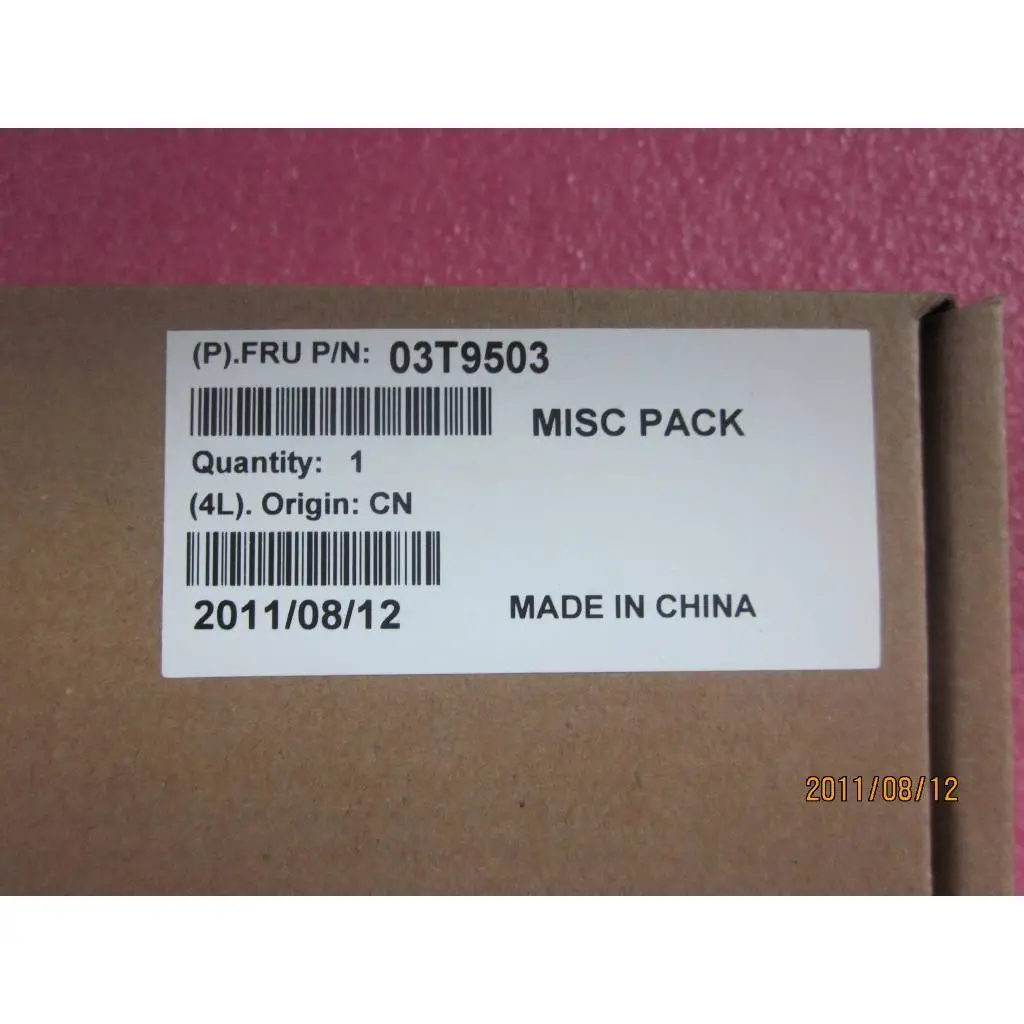 (P).FRU P/N: 03T9503
MISC PACK
Quantity: 1
(4L). Origin: CN
2011/08/12
MADE IN CHINA
2011/08/12